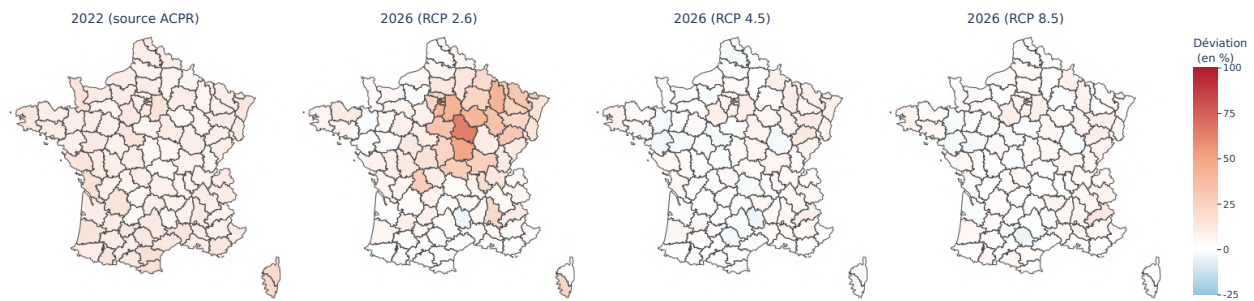 2022 (source ACPR)
2026 (RCP 2.6)
2026 (RCP 4.5)
2026 (RCP 8.5)
Déviation
(en %)
100
75
50
25
0
-25